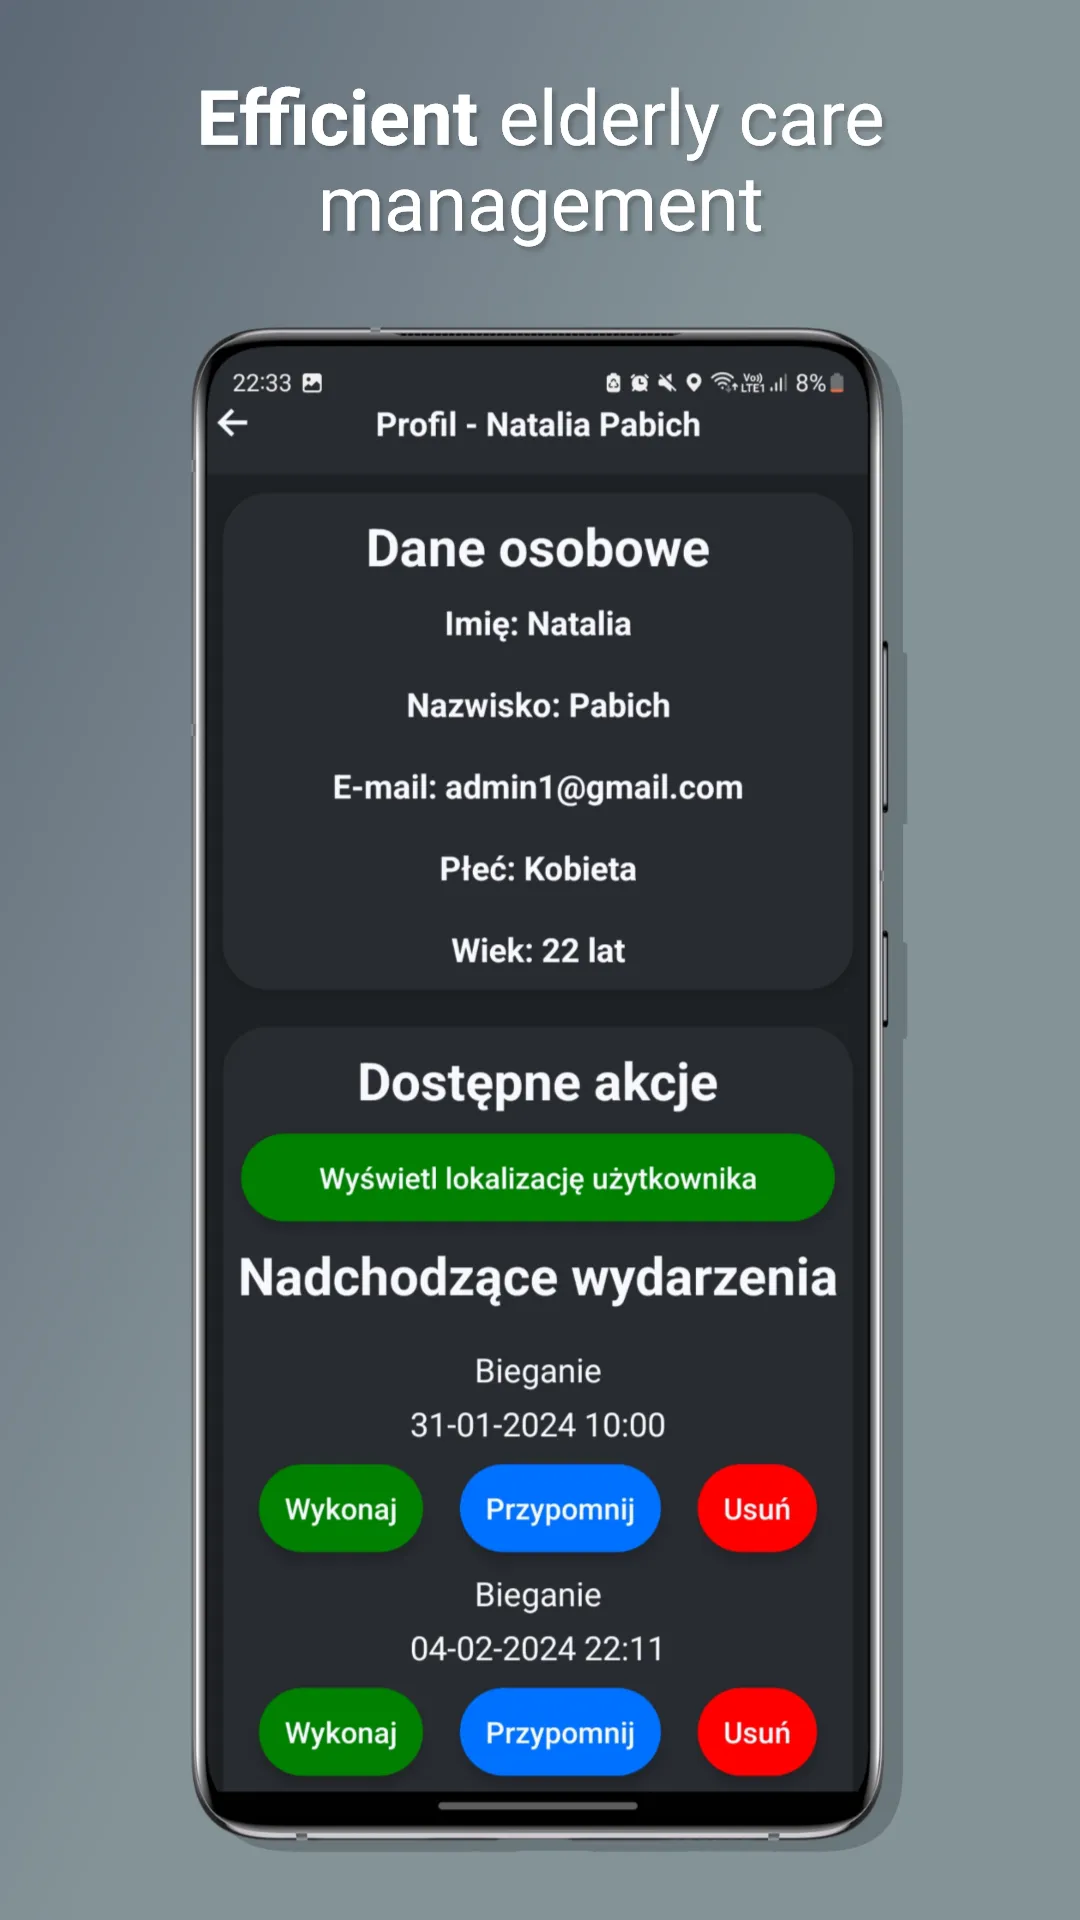 Efficient elderly care
management
22:33
Vo))
LTE1
8%
Profil - Natalia Pabich
Dane osobowe
Imię: Natalia
Nazwisko: Pabich
E-mail: admin1@gmail.com
Płeć: Kobieta
Wiek: 22 lat
Dostępne akcje
Wyświetl lokalizację użytkownika
Nadchodzące wydarzenia
Bieganie
31-01-2024 10:00
Wykonaj Przypomnij Usuń
Bieganie
04-02-2024 22:11
Wykonaj Przypomnij Usuń